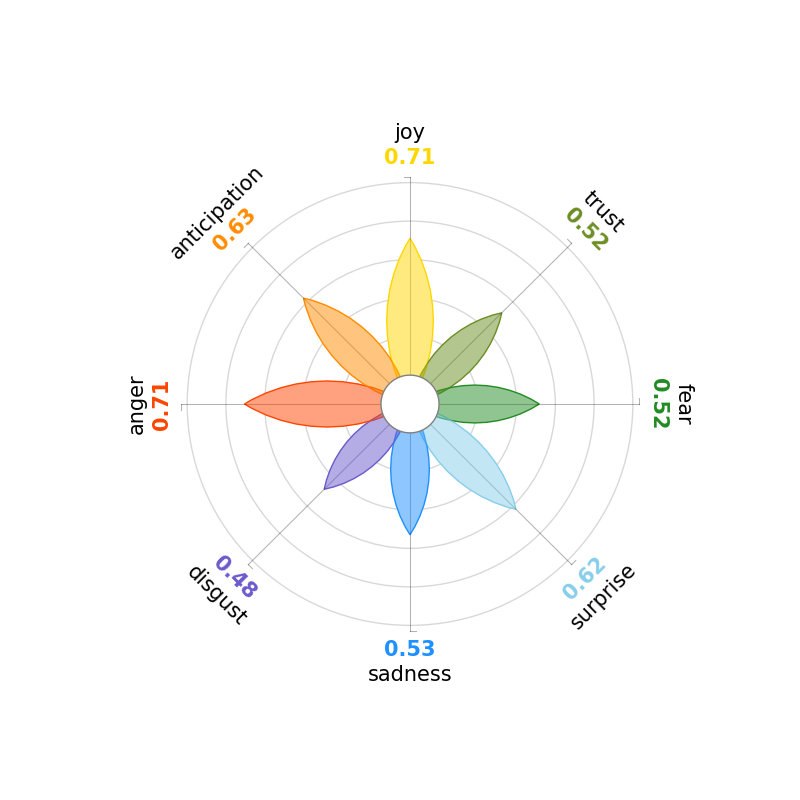 joy
0.71
trust
0.52
fear
0.52
surprise
0.62
0.53
sadness
disgust
0.48
anger
0.71
anticipation
0.63